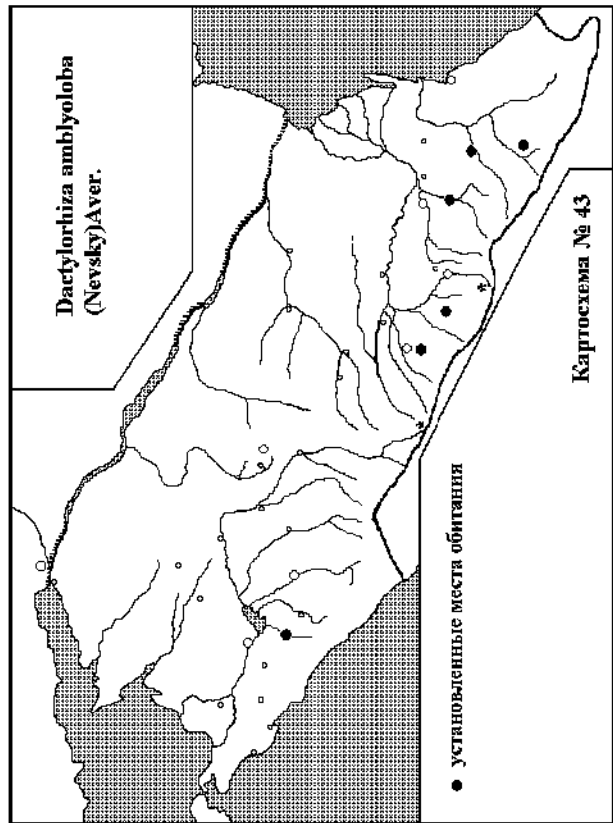 Dactylorhiza amblyoloba
(Nevsky)Aver.
● установленные места обитания
Картосхема № 43